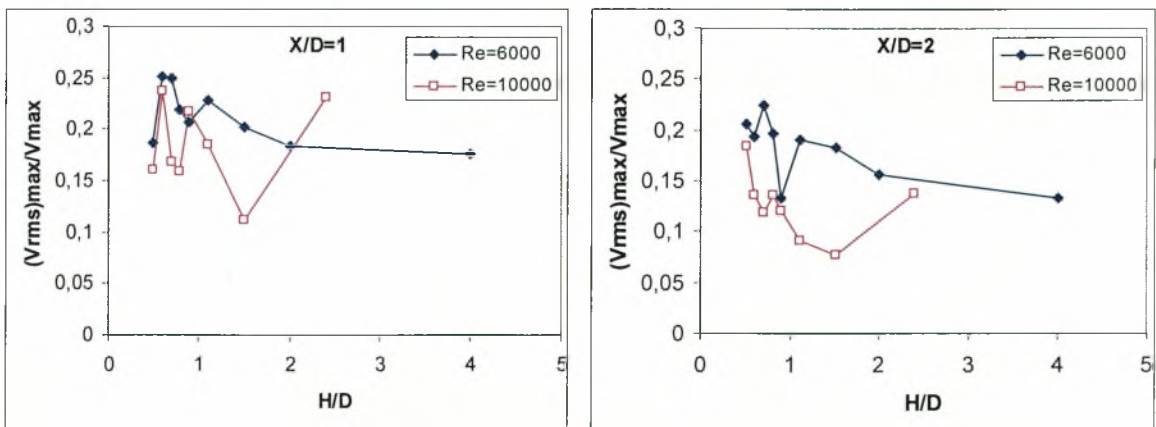 X/D=1
Re=6000
Re=10000
(Vrms)max/Vmax
0,3
0,25
0,2
0,15
0,1
0,05
0
0 1 2 3 4 5
H/D
X/D=2
Re=6000
Re=10000
(Vrms)max/Vmax
0,3
0,25
0,2
0,15
0,1
0,05
0
0 1 2 3 4 5
H/D